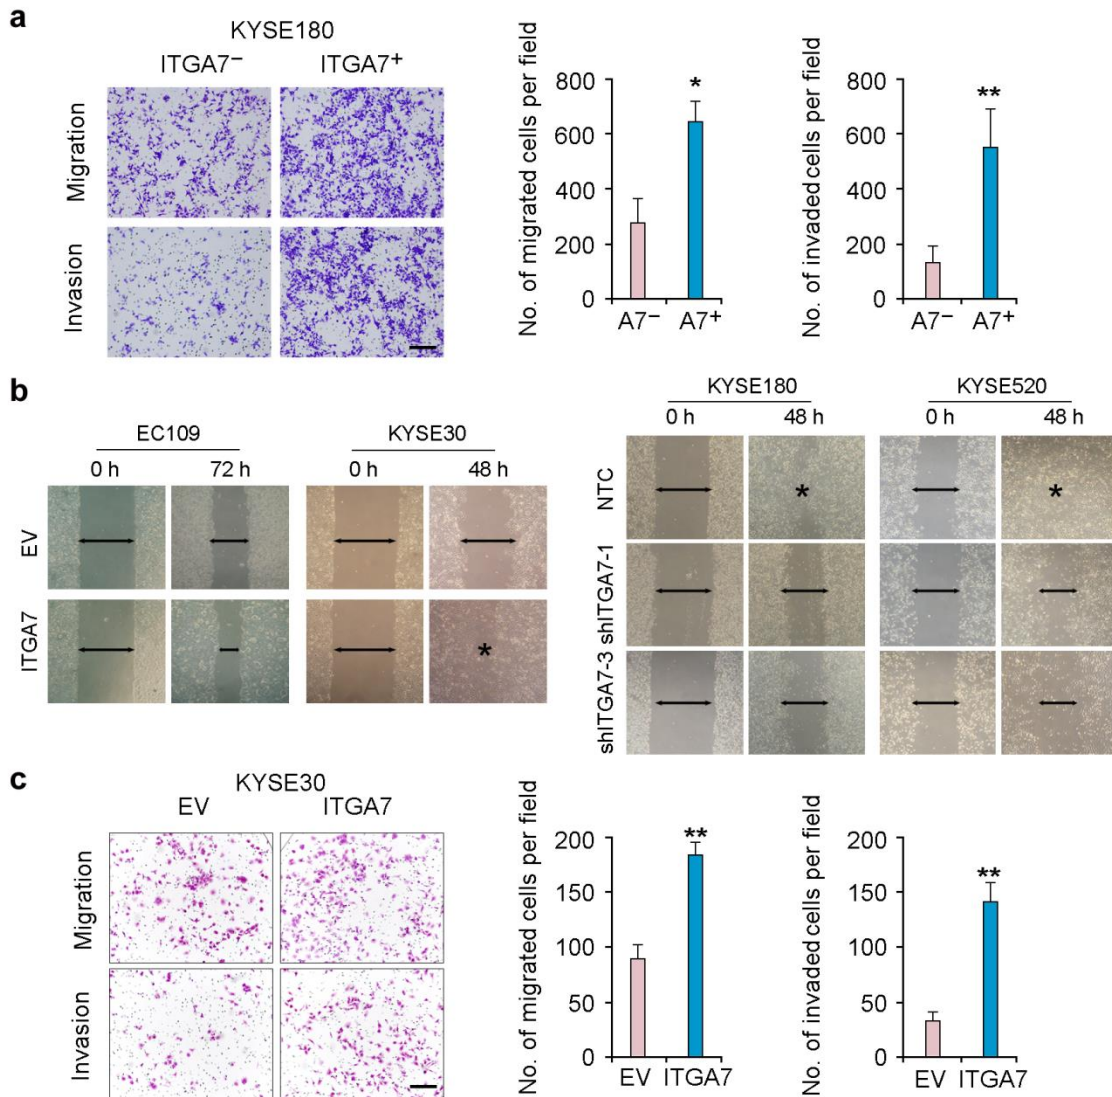 a
KYSE180
ITGA7⁻ ITGA7⁺
Migration
Invasion
No. of migrated cells per field
800
600
400
200
0
*
A7⁻ A7⁺
No. of invaded cells per field
800
600
400
200
0
**
A7⁻ A7⁺
b
EC109 KYSE30
0 h 72 h 0 h 48 h
EV
ITGA7
*
KYSE180 KYSE520
0 h 48 h 0 h 48 h
NTC
* *
shITGA7-1
shITGA7-3
c
KYSE30
EV ITGA7
Migration
Invasion
No. of migrated cells per field
200
150
100
50
0
**
EV ITGA7
No. of invaded cells per field
200
150
100
50
0
**
EV ITGA7